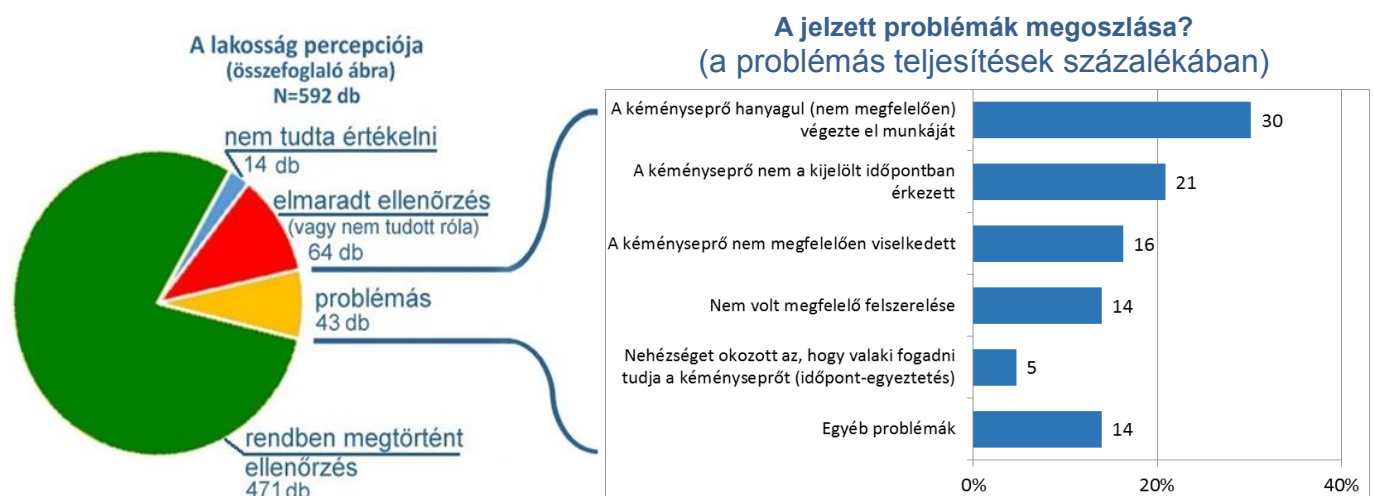 A lakosság percepciója
(összefoglaló ábra)
N=592 db
nem tudta értékelni
14 db
elmaradt ellenőrzés
(vagy nem tudott róla)
64 db
problémás
43 db
rendben megtörtént
ellenőrzés
471 db
A jelzett problémák megoszlása?
(a problémás teljesítések százalékában)
A kéményseprő hanyagul (nem megfelelően)
végezte el munkáját
30
A kéményseprő nem a kijelölt időpontban
érkezett
21
A kéményseprő nem megfelelően viselkedett
16
Nem volt megfelelő felszerelése
14
Nehézséget okozott az, hogy valaki fogadni
tudja a kéményseprőt (időpont-egyeztetés)
5
Egyéb problémák
14
0%
20%
40%